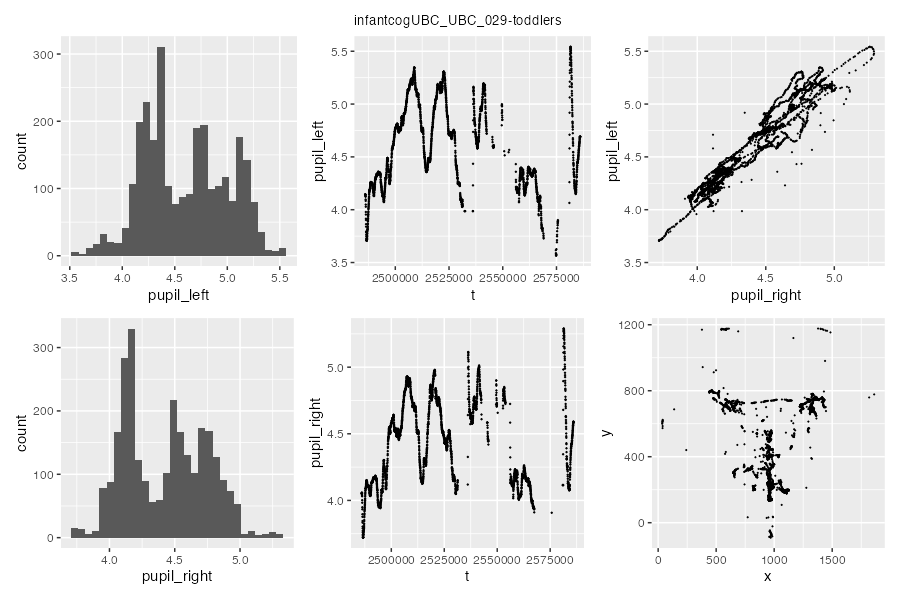 infantcogUBC_UBC_029-toddlers
300
200
100
0
count
3.5 4.0 4.5 5.0 5.5
pupil_left
5.5
5.0
4.5
4.0
3.5
pupil_left
2500000 2525000 2550000 2575000
t
5.5
5.0
4.5
4.0
3.5
pupil_left
4.0 4.5 5.0
pupil_right
300
200
100
0
count
4.0 4.5 5.0
pupil_right
5.0
4.5
4.0
pupil_right
2500000 2525000 2550000 2575000
t
1200
800
400
0
y
0 500 1000 1500
x